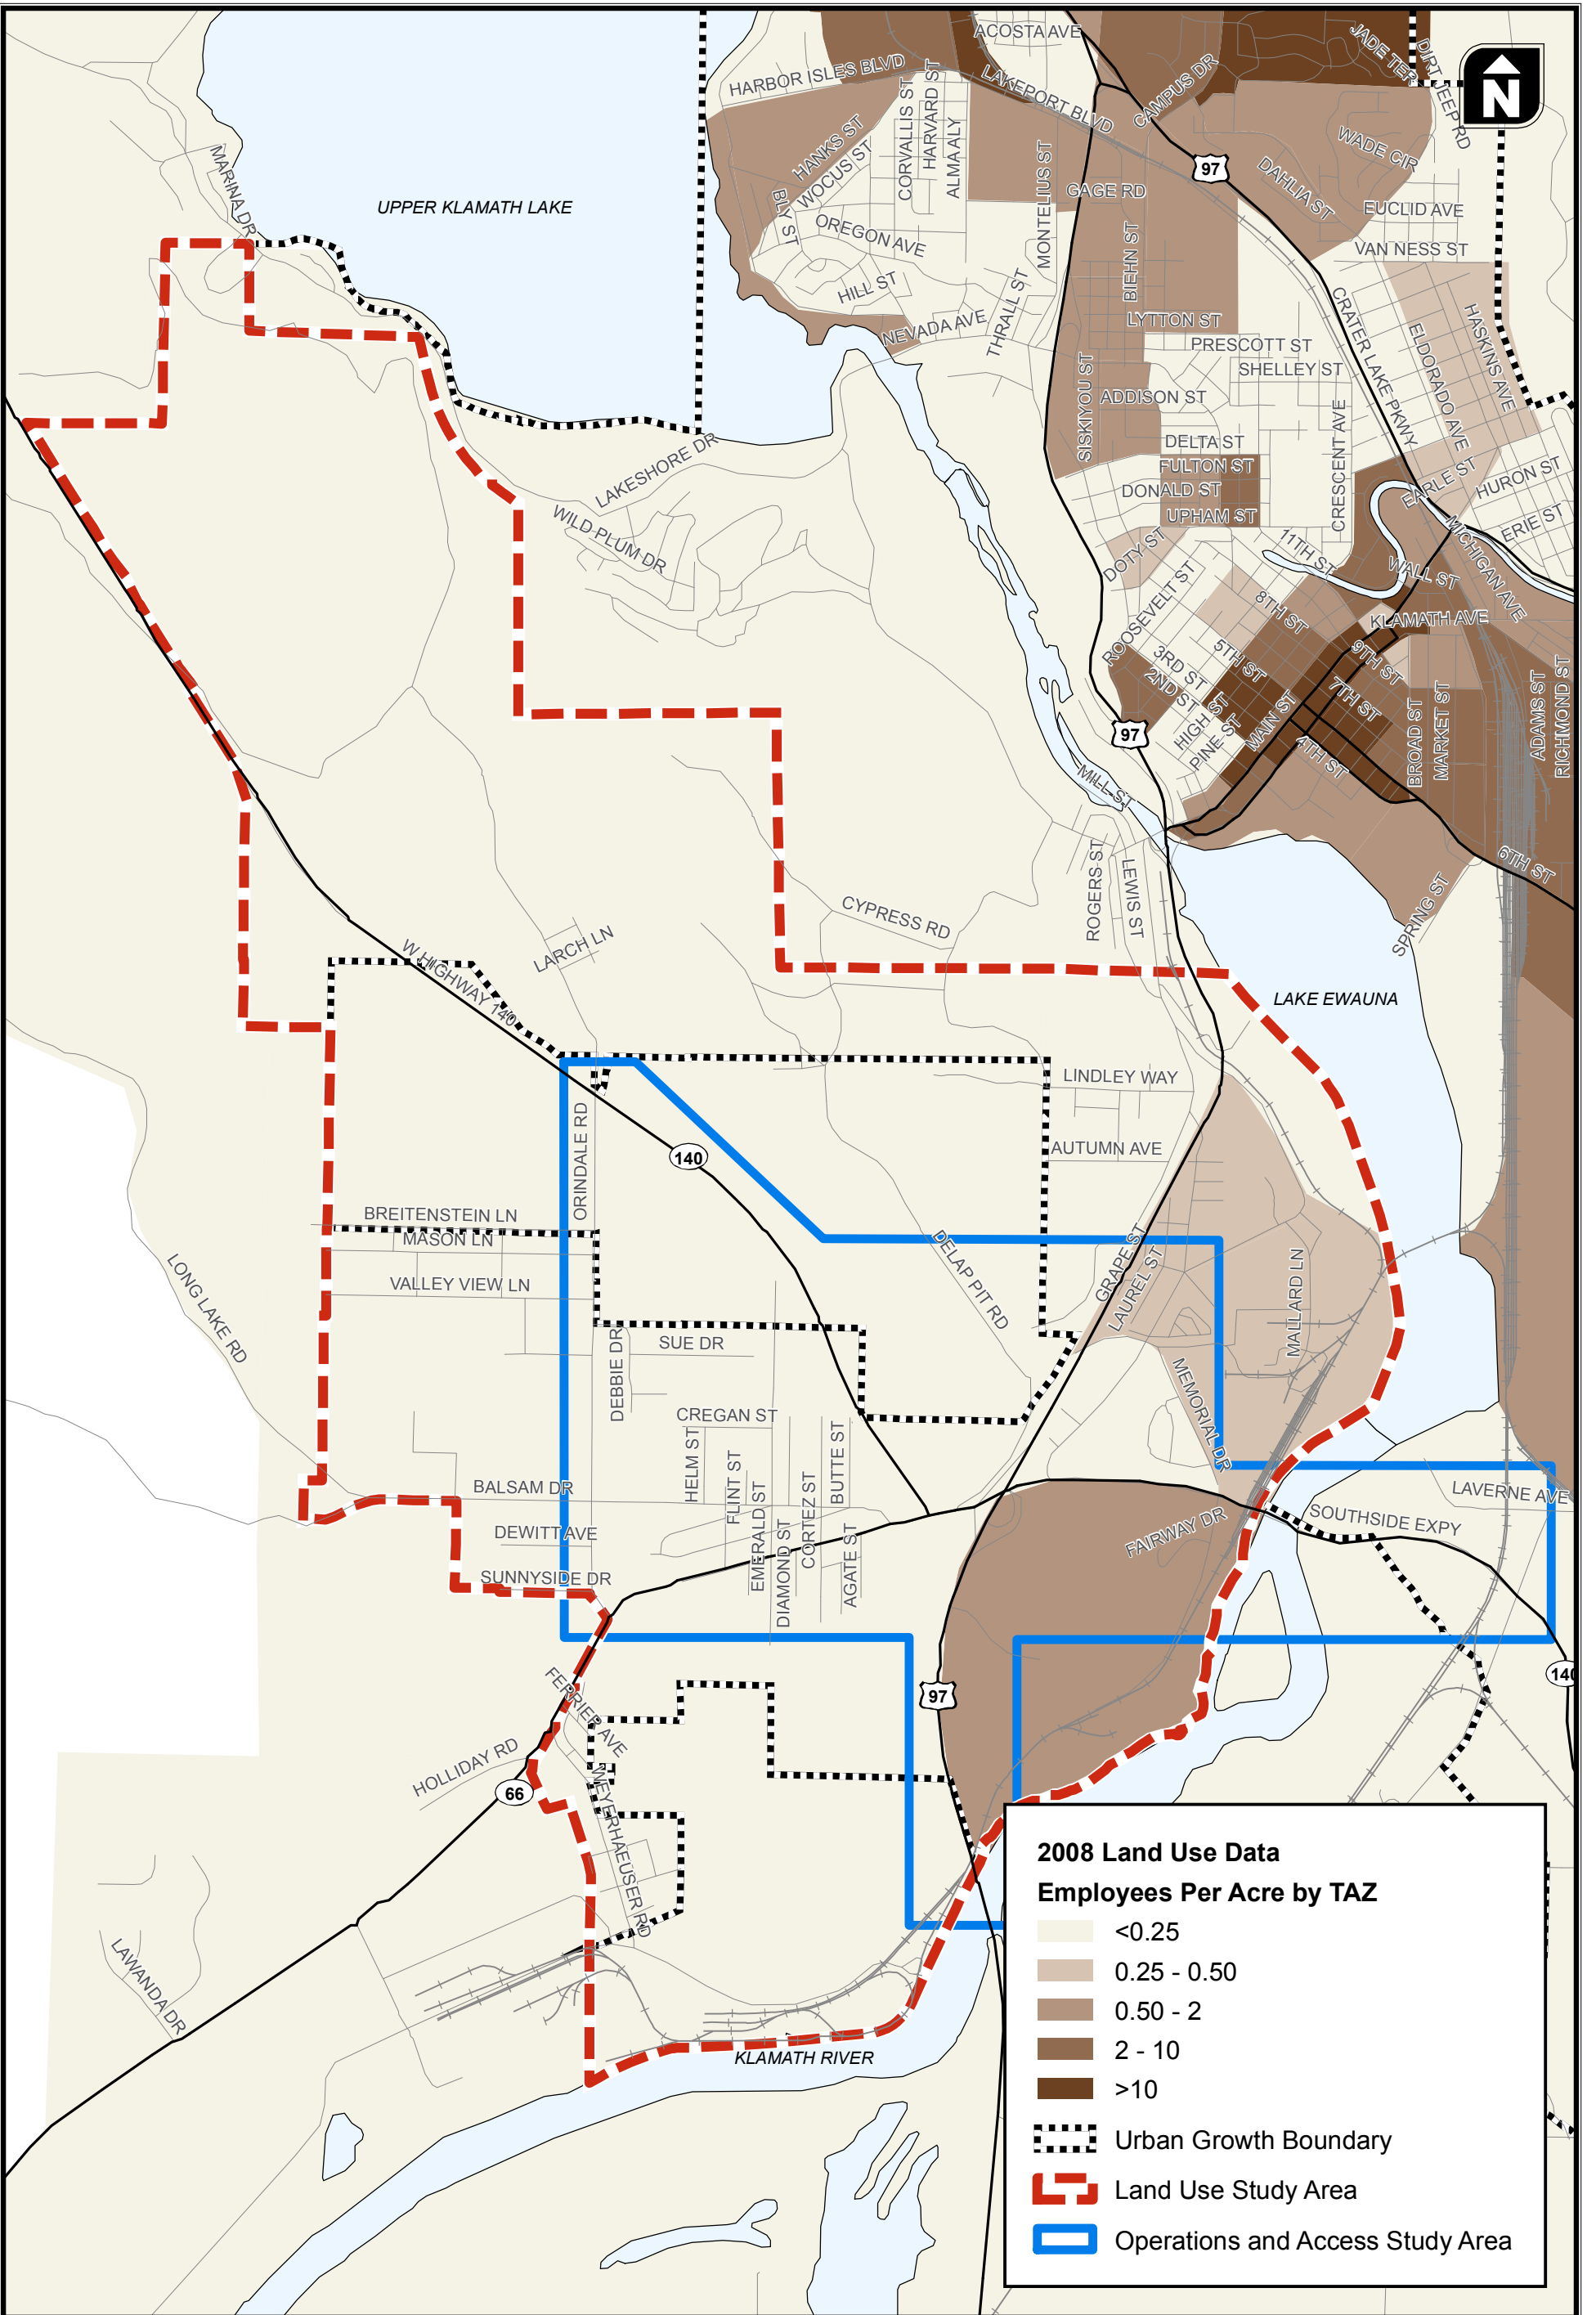 ACOSTA AVE
JADE TER
DIRT JEEP RD
N
HARBOR ISLES BLVD
LAKEPORT BLVD
CAMPUS DR
CORVALLIS ST
HARVARD ST
ALMA ALY
HANKS ST
WOCUS ST
BLY ST
OREGON AVE
HILL ST
NEVADA AVE
THRALL ST
MONTELIUS ST
GAGE RD
BIEHN ST
97
WADE CIR
DAHLIA ST
EUCLID AVE
VAN NESS ST
MARINA DR
UPPER KLAMATH LAKE
LYTTON ST
PRESCOTT ST
SHELLEY ST
CRATER LAKE PKWY
ELDORADO AVE
HASKINS AVE
SISKIYOU ST
ADDISON ST
DELTA ST
FULTON ST
DONALD ST
UPHAM ST
CRESCENT AVE
EARLE ST
HURON ST
ERIE ST
MICHIGAN AVE
LAKESHORE DR
WILD PLUM DR
DOTY ST
11TH ST
WALL ST
ROOSEVELT ST
8TH ST
KLAMATH AVE
3RD ST
5TH ST
9TH ST
2ND ST
7TH ST
HIGH ST
PINE ST
MAIN ST
4TH ST
BROAD ST
MARKET ST
ADAMS ST
RICHMOND ST
97
MILL ST
6TH ST
SPRING ST
ROGERS ST
LEWIS ST
CYPRESS RD
LARCH LN
W HIGHWAY 140
LAKE EWAUNA
LINDLEY WAY
AUTUMN AVE
140
ORINDALE RD
BREITENSTEIN LN
MASON LN
VALLEY VIEW LN
LONG LAKE RD
DELAP PIT RD
GRAPE ST
LAUREL ST
MALLARD LN
SUE DR
DEBBIE DR
MEMORIAL DR
CREGAN ST
HELM ST
FLINT ST
EMERALD ST
DIAMOND ST
CORTEZ ST
BUTTE ST
AGATE ST
BALSAM DR
DEWITT AVE
SUNNYSIDE DR
LAVERNE AVE
SOUTHSIDE EXPY
FAIRWAY DR
140
FERRIER AVE
97
HOLLIDAY RD
66
WEYERHAEUSER RD
LAWANDA DR
KLAMATH RIVER
2008 Land Use Data
Employees Per Acre by TAZ
<0.25
0.25 - 0.50
0.50 - 2
2 - 10
>10
Urban Growth Boundary
Land Use Study Area
Operations and Access Study Area